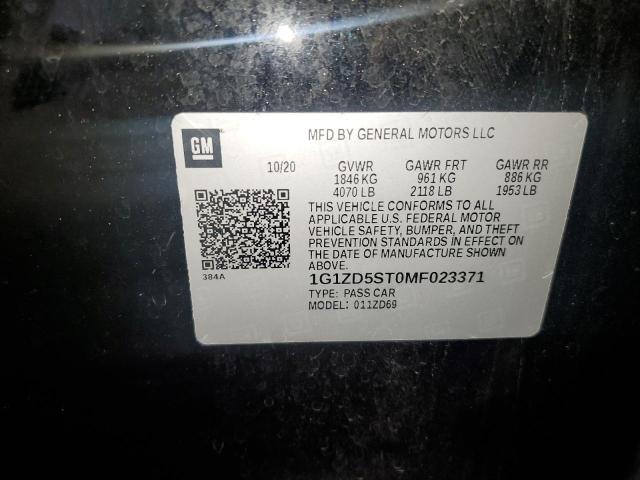 GM
MFD BY GENERAL MOTORS LLC
10/20 GVWR GAWR FRT GAWR RR
1846 KG 961 KG 886 KG
4070 LB 2118 LB 1953 LB
THIS VEHICLE CONFORMS TO ALL
APPLICABLE U.S. FEDERAL MOTOR
VEHICLE SAFETY, BUMPER, AND THEFT
PREVENTION STANDARDS IN EFFECT ON
THE DATE OF MANUFACTURE SHOWN
ABOVE.
384A
1G1ZD5ST0MF023371
TYPE: PASS CAR
MODEL: 011ZD69